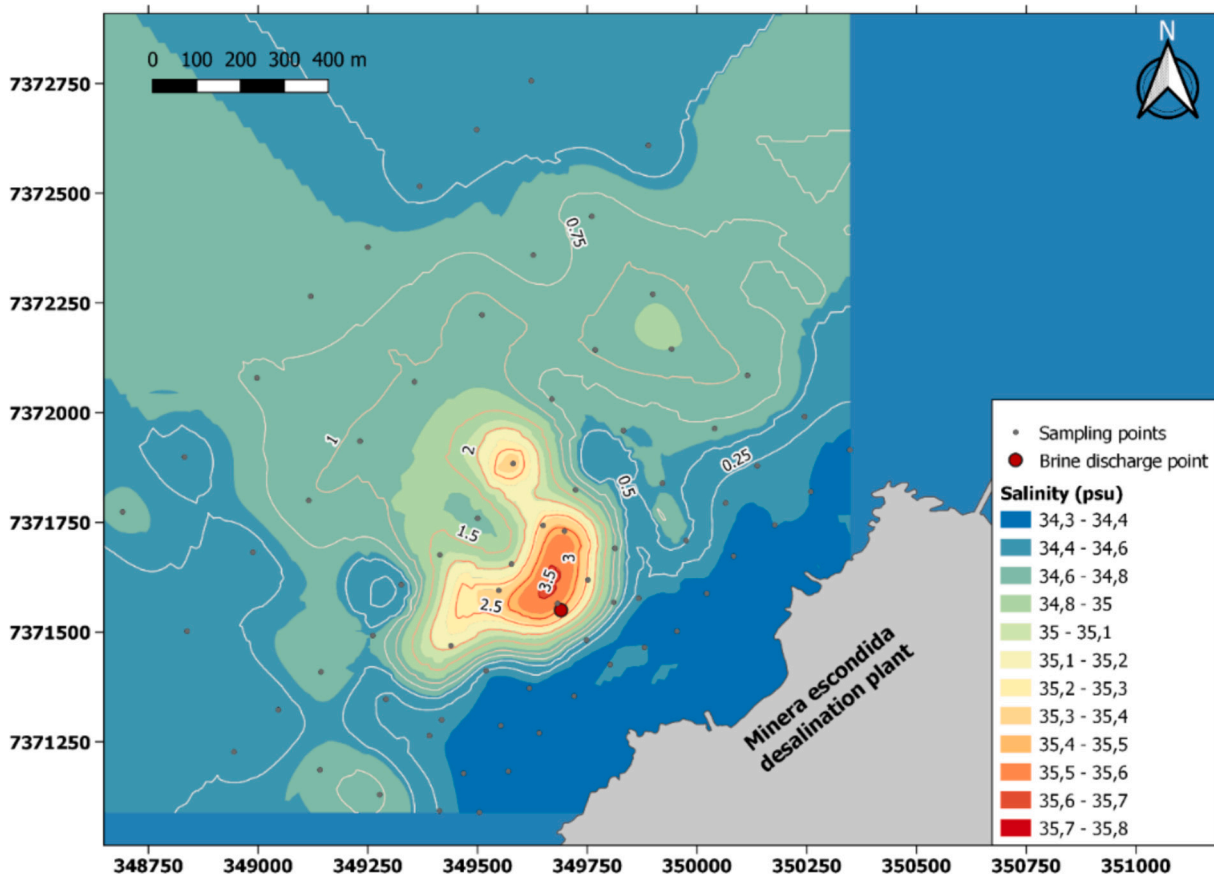 N
0 100 200 300 400 m
7372750
7372500
7372250
7372000
7371750
7371500
7371250
0.75
1
2
0.25
0.5
1.5
3
3.5
2.5
Minera escondida
desalination plant
Sampling points
Brine discharge point
Salinity (psu)
34,3 - 34,4
34,4 - 34,6
34,6 - 34,8
34,8 - 35
35 - 35,1
35,1 - 35,2
35,2 - 35,3
35,3 - 35,4
35,4 - 35,5
35,5 - 35,6
35,6 - 35,7
35,7 - 35,8
348750 349000 349250 349500 349750 350000 350250 350500 350750 351000